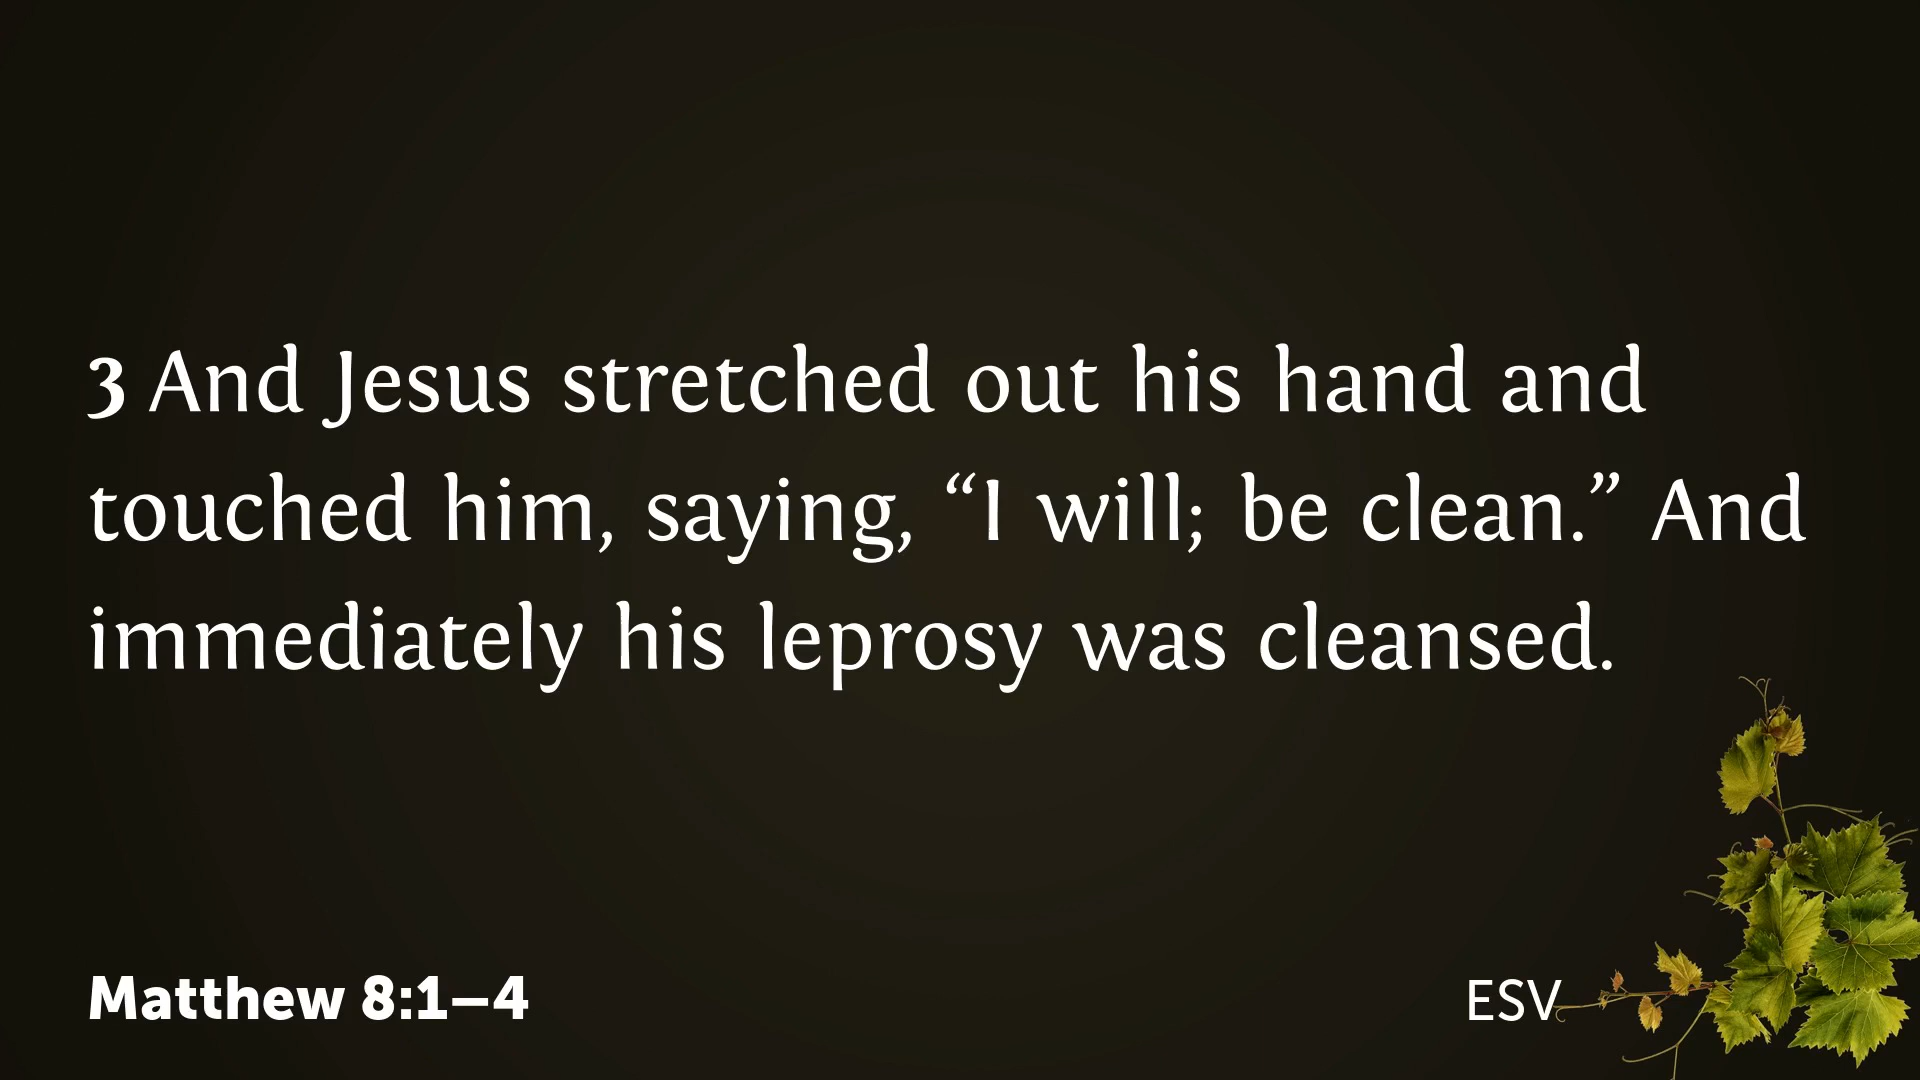 3 And Jesus stretched out his hand and
touched him, saying, “I will; be clean.” And
immediately his leprosy was cleansed.
Matthew 8:1–4
ESV